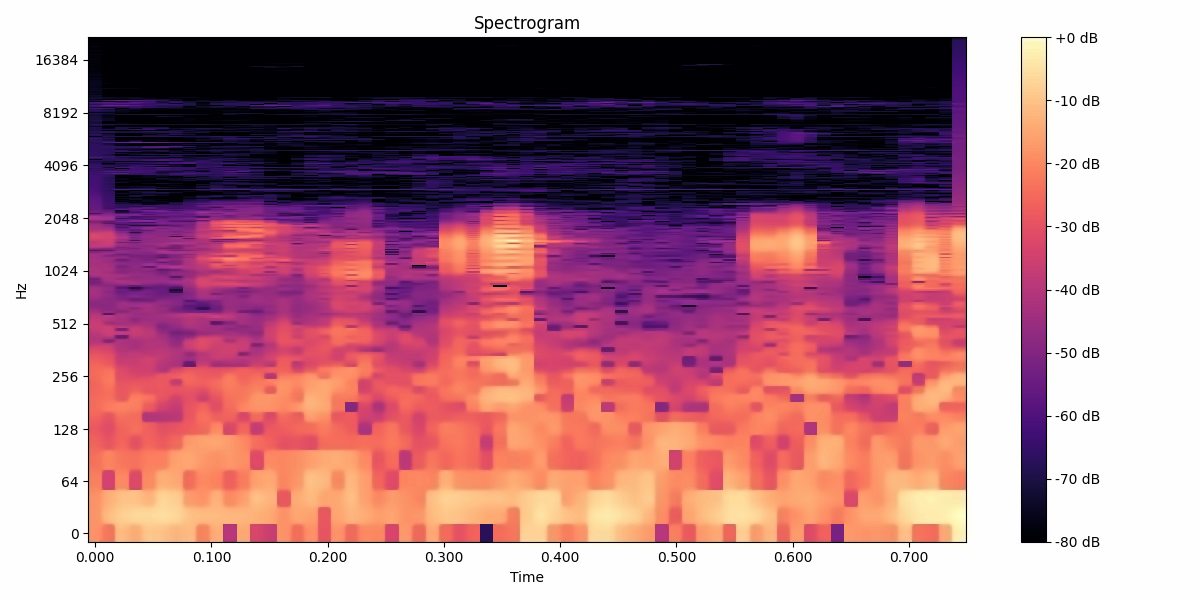 Spectrogram
16384
8192
4096
2048
1024
512
256
128
64
0
Hz
0.000 0.100 0.200 0.300 0.400 0.500 0.600 0.700
Time
+0 dB
-10 dB
-20 dB
-30 dB
-40 dB
-50 dB
-60 dB
-70 dB
-80 dB